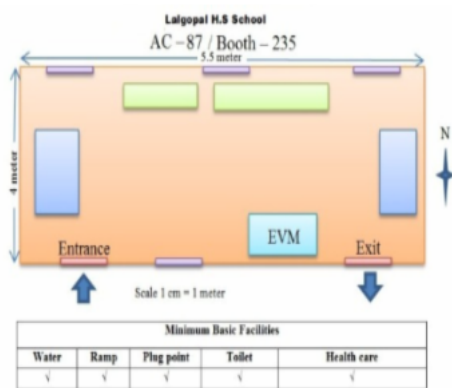 Lalgopal H.S School
AC – 87 / Booth – 235
5.5 meter
4 meter
N
EVM
Entrance
Exit
Scale 1 cm = 1 meter
Minimum Basic Facilities
Water Ramp Plug point Toilet Health care
√ √ √ √ √